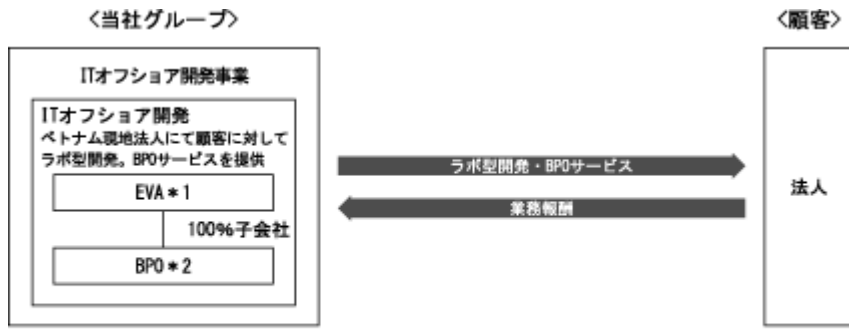 〈当社グループ〉
〈顧客〉
ITオフショア開発事業
ITオフショア開発
ベトナム現地法人にて顧客に対して
ラボ型開発。BPOサービスを提供
EVA*1
100%子会社
BPO*2
ラボ型開発・BPOサービス
業務報酬
法人